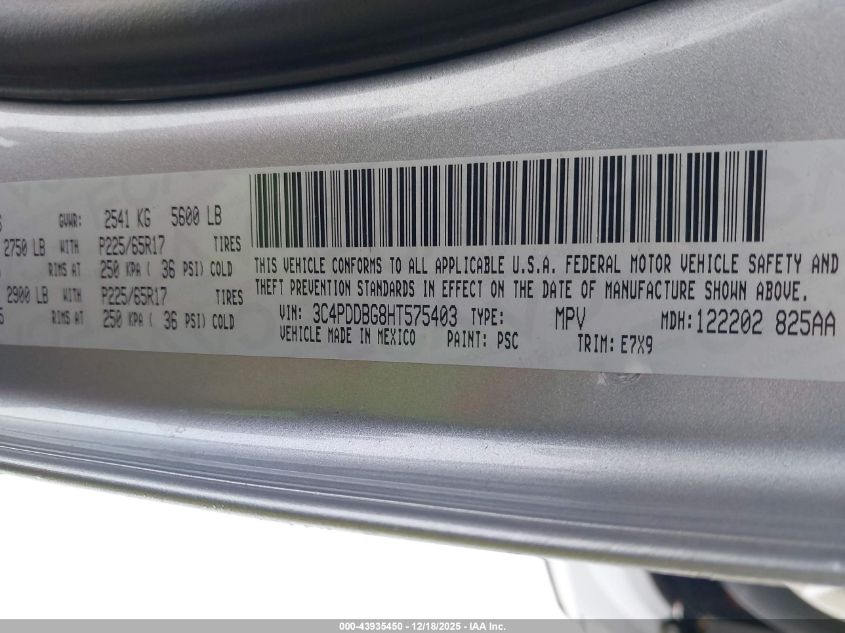 GVWR: 2541 KG 5600 LB
2750 LB WITH P225/65R17 TIRES
RIMS AT 250 KPA ( 36 PSI) COLD
2900 LB WITH P225/65R17 TIRES
RIMS AT 250 KPA ( 36 PSI) COLD
THIS VEHICLE CONFORMS TO ALL APPLICABLE U.S.A. FEDERAL MOTOR VEHICLE SAFETY AND
THEFT PREVENTION STANDARDS IN EFFECT ON THE DATE OF MANUFACTURE SHOWN ABOVE.
VIN: 3C4PDDBG8HT575403 TYPE: MPV MDH:122202 825AA
VEHICLE MADE IN MEXICO PAINT: PSC TRIM: E7X9
000-43935450 - 12/18/2025 - IAA Inc.